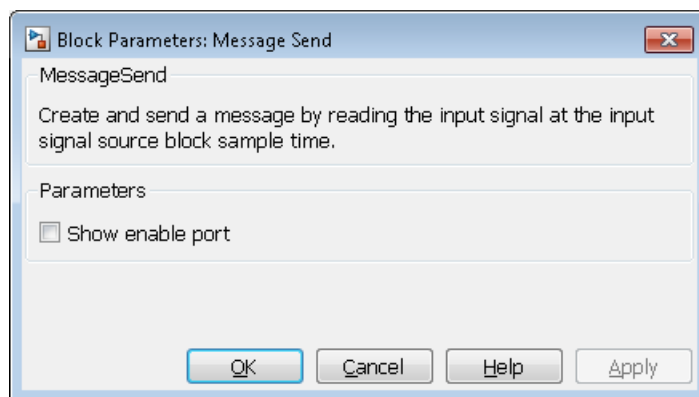 Block Parameters: Message Send
MessageSend
Create and send a message by reading the input signal at the input
signal source block sample time.
Parameters
Show enable port
OK
Cancel
Help
Apply